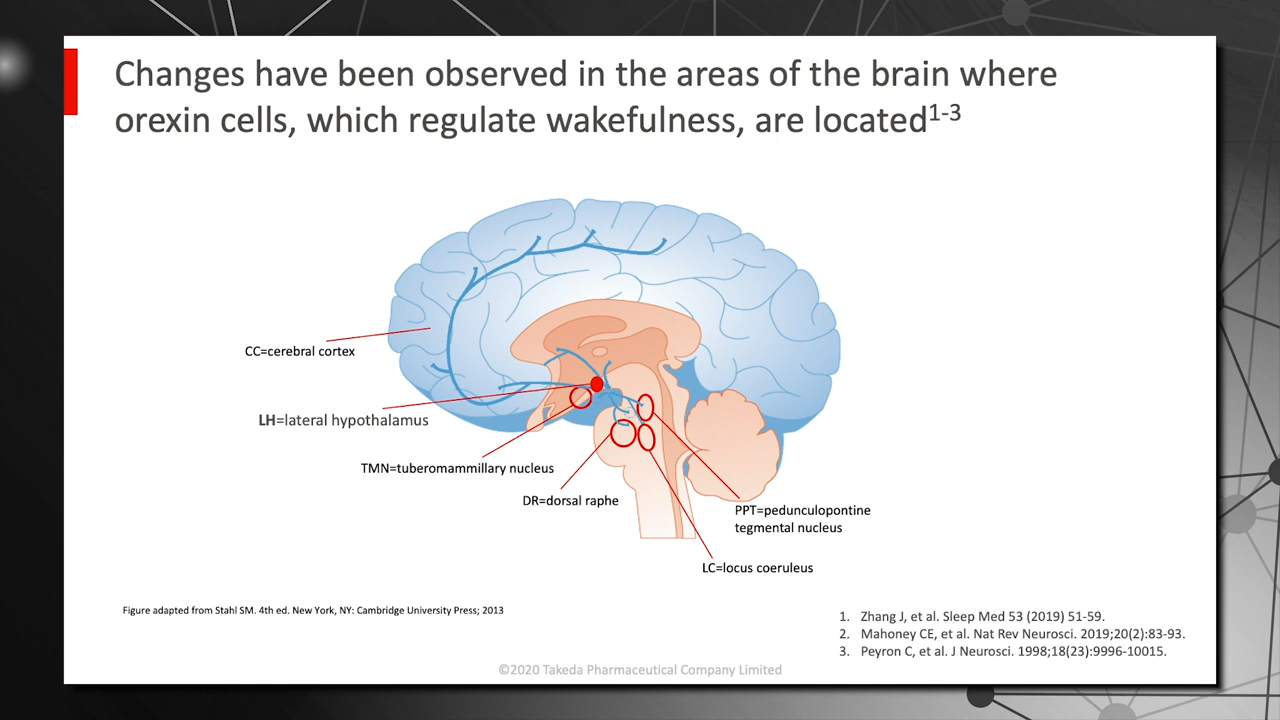 Changes have been observed in the areas of the brain where
orexin cells, which regulate wakefulness, are located1-3
CC=cerebral cortex
LH=lateral hypothalamus
TMN=tuberomammillary nucleus
DR=dorsal raphe
PPT=pedunculopontine
tegmental nucleus
LC=locus coeruleus
Figure adapted from Stahl SM. 4th ed. New York, NY: Cambridge University Press; 2013
1. Zhang J, et al. Sleep Med 53 (2019) 51-59.
2. Mahoney CE, et al. Nat Rev Neurosci. 2019;20(2):83-93.
3. Peyron C, et al. J Neurosci. 1998;18(23):9996-10015.
©2020 Takeda Pharmaceutical Company Limited